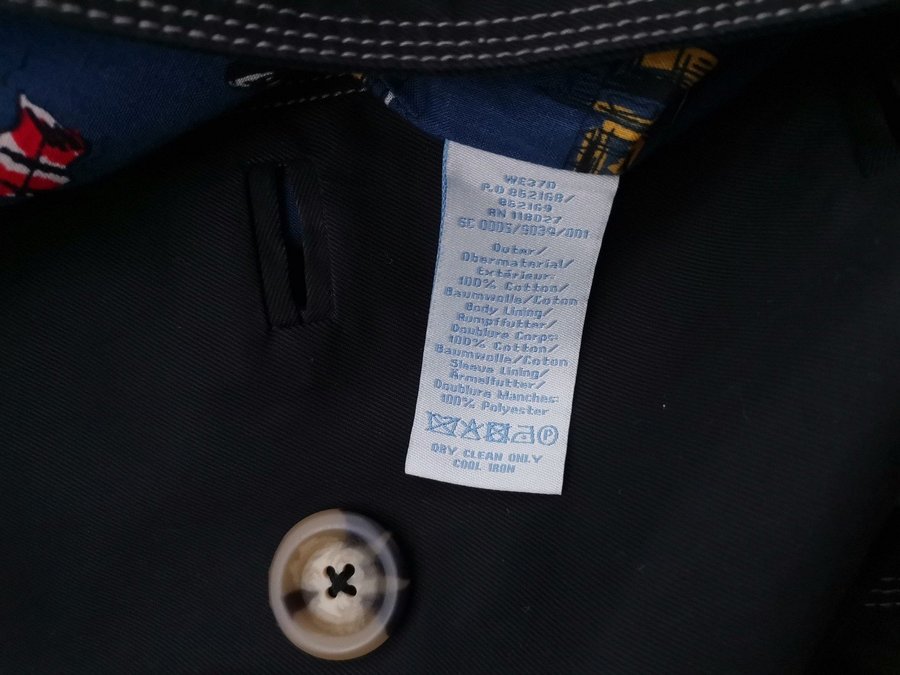 WE370
P.O 852168/
852169
RN 118027
SC 0005/9039/001
Outer/
Obermaterial/
Extérieur:
100% Cotton/
Baumwolle/Coton
Body Lining/
Rumpffutter/
Doublure Corps:
100% Cotton/
Baumwolle/Coton
Sleeve Lining/
Ärmelfutter/
Doublure Manches:
100% Polyester
P
DRY CLEAN ONLY
COOL IRON